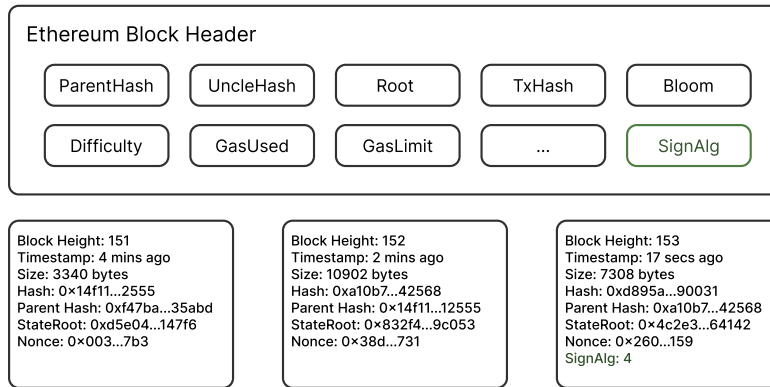 Ethereum Block Header
ParentHash
UncleHash
Root
TxHash
Bloom
Difficulty
GasUsed
GasLimit
...
SignAlg
Block Height: 151
Timestamp: 4 mins ago
Size: 3340 bytes
Hash: 0×14f11...2555
Parent Hash: 0xf47ba...35abd
StateRoot: 0xd5e04...147f6
Nonce: 0×003...7b3
Block Height: 152
Timestamp: 2 mins ago
Size: 10902 bytes
Hash: 0xa10b7...42568
Parent Hash: 0×14f11...12555
StateRoot: 0×832f4...9c053
Nonce: 0×38d...731
Block Height: 153
Timestamp: 17 secs ago
Size: 7308 bytes
Hash: 0xd895a...90031
Parent Hash: 0xa10b7...42568
StateRoot: 0×4c2e3...64142
Nonce: 0×260...159
SignAlg: 4